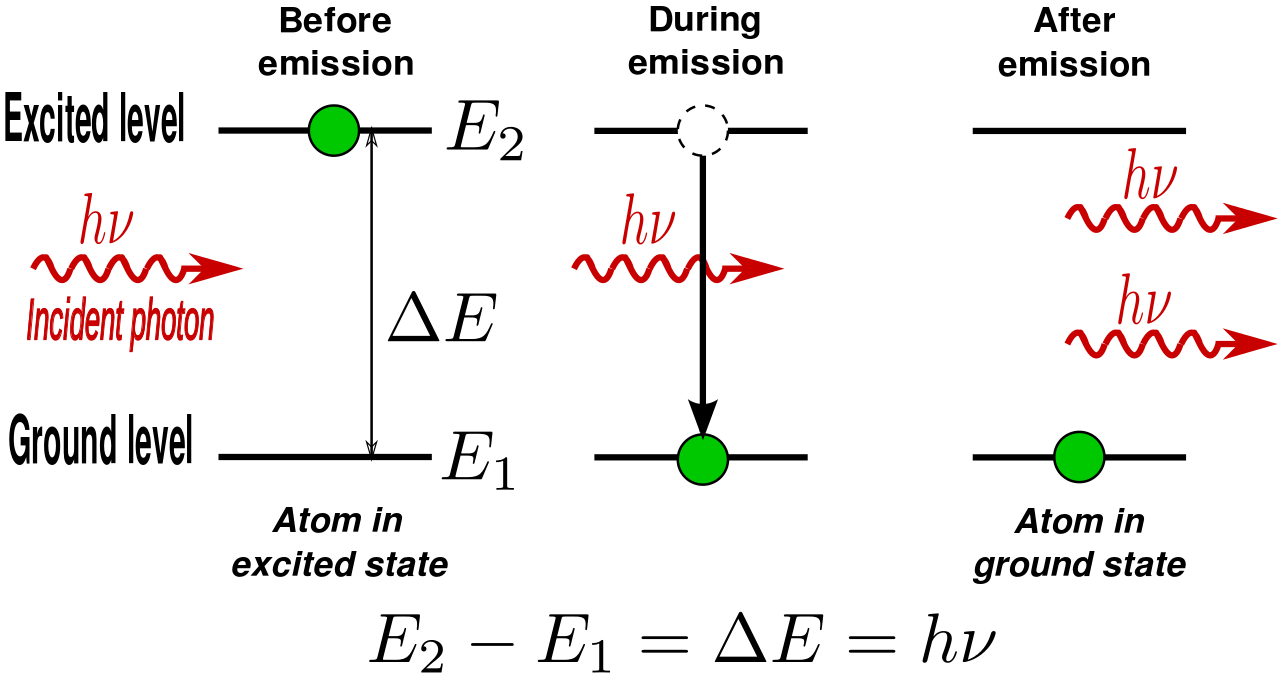 Before
emission
During
emission
After
emission
Excited level
E₂
hν
Incident photon
ΔE
hν
hν
hν
Ground level
E₁
Atom in
excited state
Atom in
ground state
E₂ − E₁ = ΔE = hν